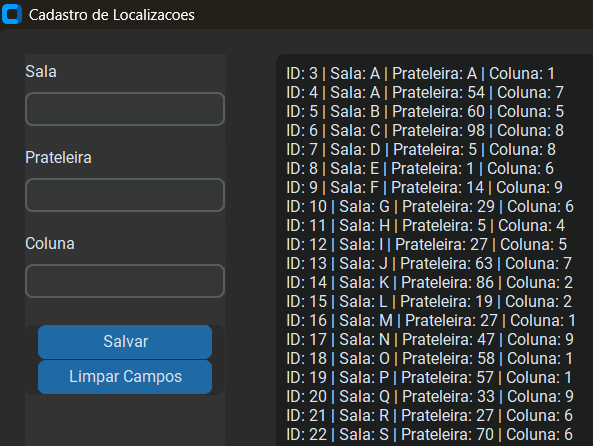 Cadastro de Localizacoes
Sala
Prateleira
Coluna
Salvar
Limpar Campos
ID: 3 | Sala: A | Prateleira: A | Coluna: 1
ID: 4 | Sala: A | Prateleira: 54 | Coluna: 7
ID: 5 | Sala: B | Prateleira: 60 | Coluna: 5
ID: 6 | Sala: C | Prateleira: 98 | Coluna: 8
ID: 7 | Sala: D | Prateleira: 5 | Coluna: 8
ID: 8 | Sala: E | Prateleira: 1 | Coluna: 6
ID: 9 | Sala: F | Prateleira: 14 | Coluna: 9
ID: 10 | Sala: G | Prateleira: 29 | Coluna: 6
ID: 11 | Sala: H | Prateleira: 5 | Coluna: 4
ID: 12 | Sala: I | Prateleira: 27 | Coluna: 5
ID: 13 | Sala: J | Prateleira: 63 | Coluna: 7
ID: 14 | Sala: K | Prateleira: 86 | Coluna: 2
ID: 15 | Sala: L | Prateleira: 19 | Coluna: 2
ID: 16 | Sala: M | Prateleira: 27 | Coluna: 1
ID: 17 | Sala: N | Prateleira: 47 | Coluna: 9
ID: 18 | Sala: O | Prateleira: 58 | Coluna: 1
ID: 19 | Sala: P | Prateleira: 57 | Coluna: 1
ID: 20 | Sala: Q | Prateleira: 33 | Coluna: 9
ID: 21 | Sala: R | Prateleira: 27 | Coluna: 6
ID: 22 | Sala: S | Prateleira: 70 | Coluna: 6